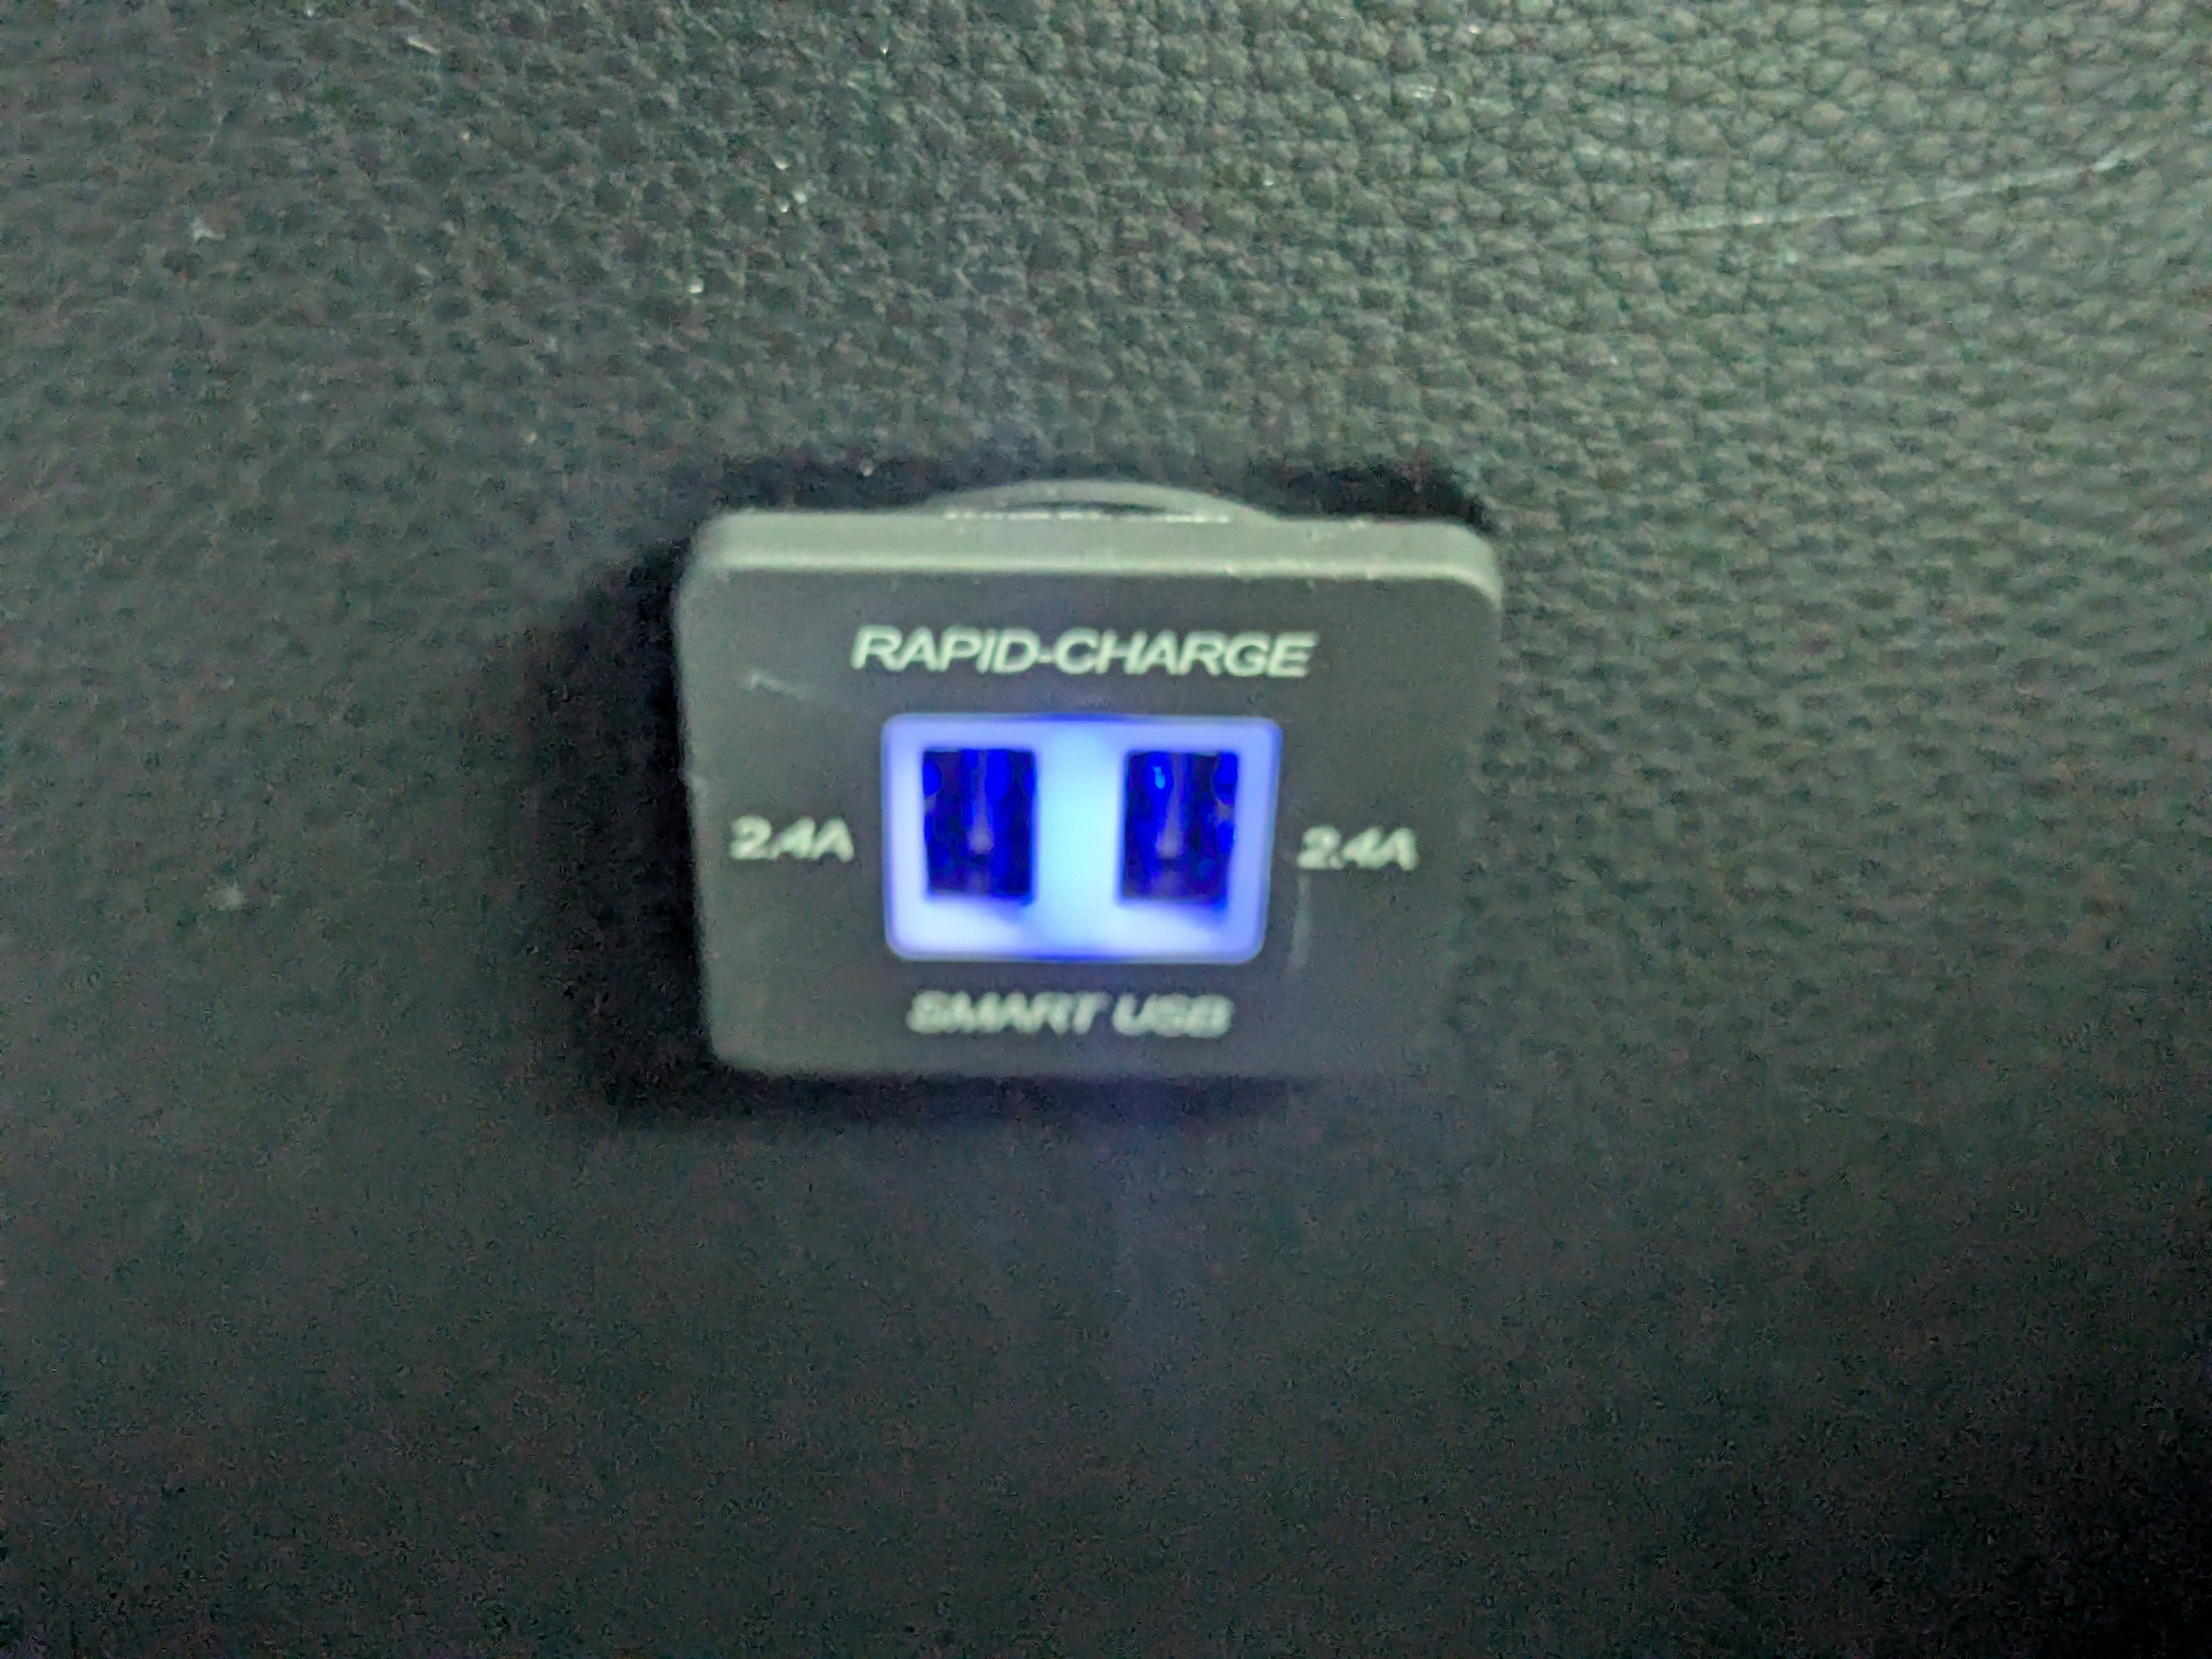 RAPID-CHARGE
2.4A 2.4A
SMART USB